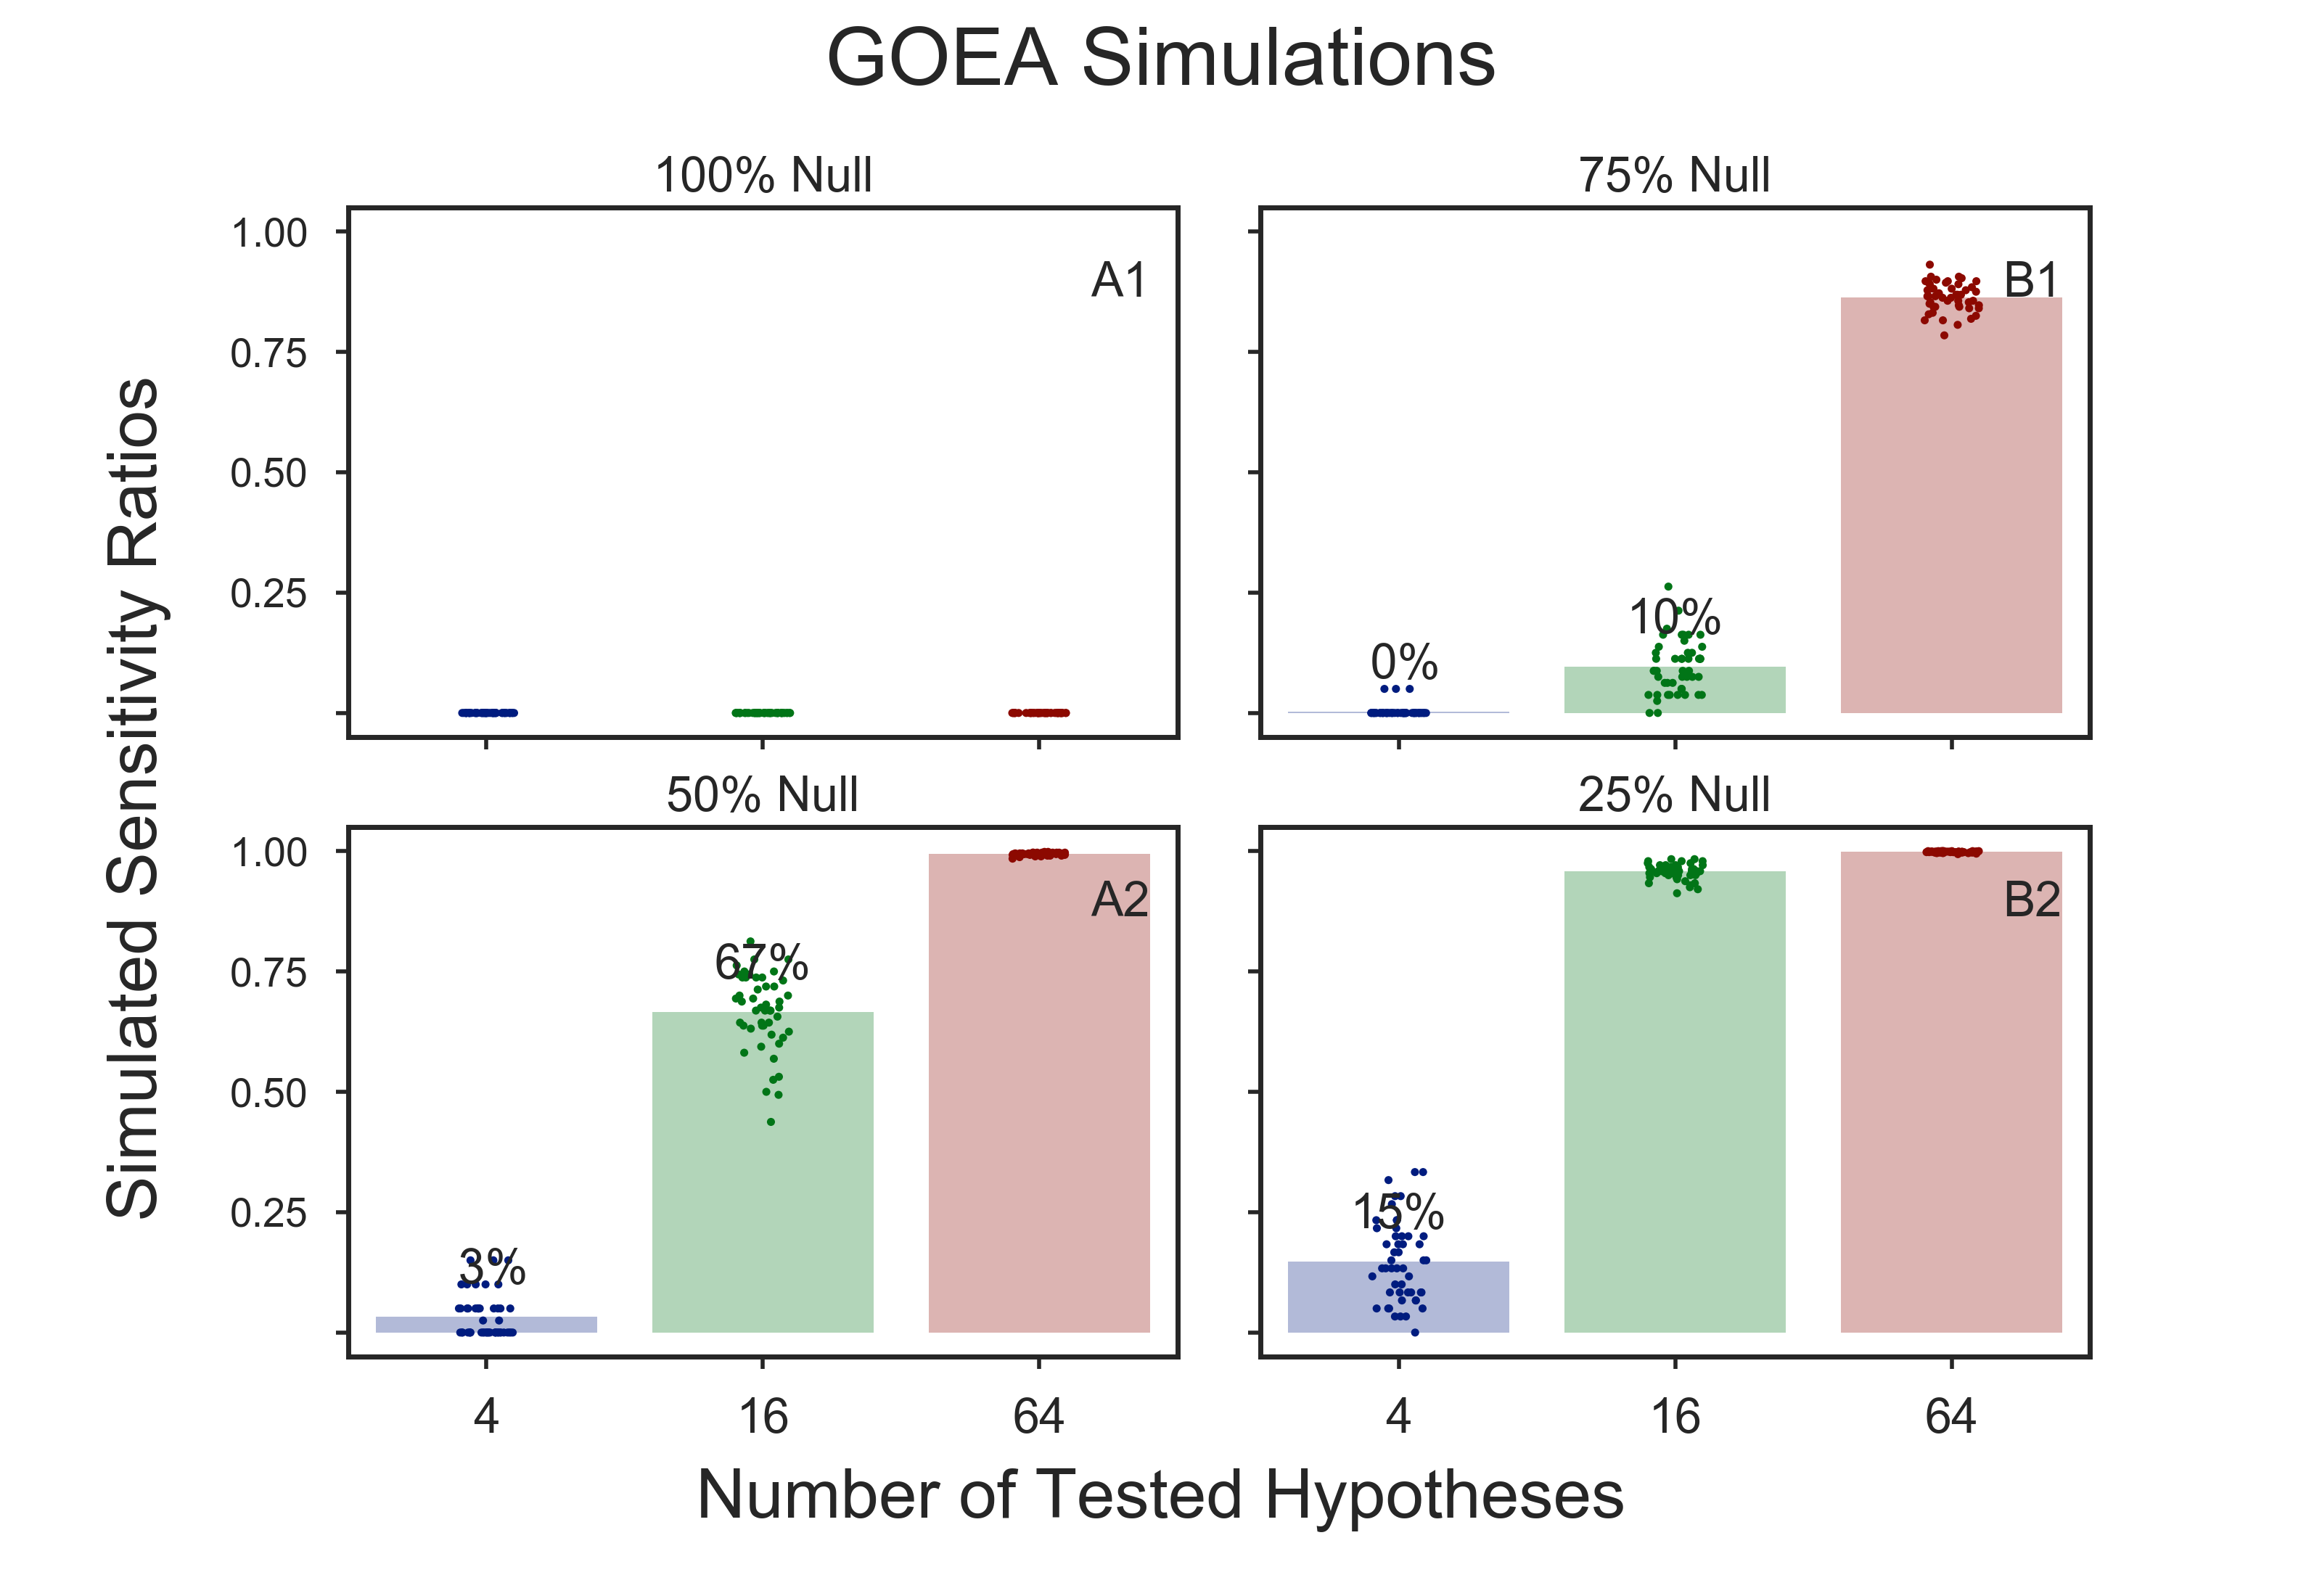 GOEA Simulations
100% Null
75% Null
1.00
0.75
0.50
0.25
A1
B1
10%
0%
Simulated Sensitivity Ratios
50% Null
25% Null
1.00
0.75
0.50
0.25
A2
B2
67%
3%
15%
4
16
64
4
16
64
Number of Tested Hypotheses